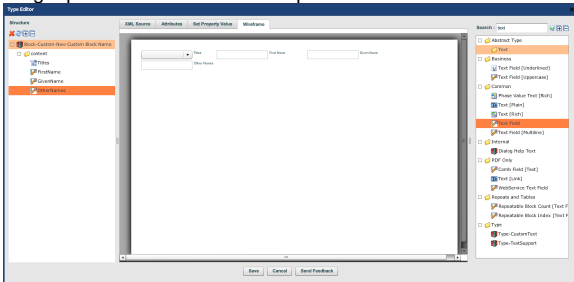 Type Editor
Structure
Block-Custom-New Custom Block Name
content
Titles
FirstName
GivenName
OtherNames
XML Source Attributes Set Property Value Wireframe
Titles First Name Given Name
Other Names
Save Cancel Send Feedback
Search : text
Abstract Type
Text
Business
Text Field [Underlined]
Text Field [Uppercase]
Common
Phase Value Text [Rich]
Text [Plain]
Text [Rich]
Text Field
Text Field [Multiline]
Internal
Dialog Help Text
PDF Only
Comb Field [Text]
Text [Link]
WebService Text Field
Repeats and Tables
Repeatable Block Count [Text F
Repeatable Block Index [Text F
Type
Type-CustomText
Type-TextSupport